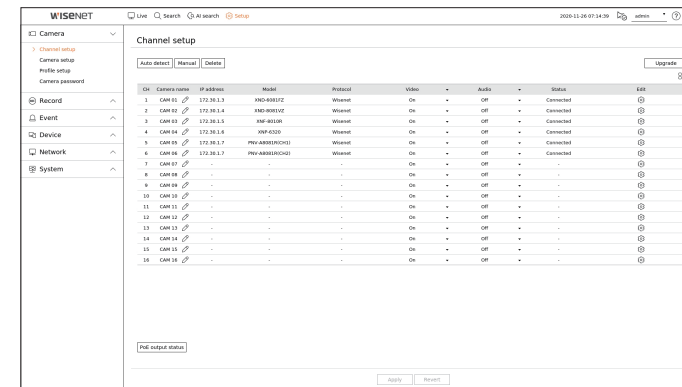 WISENET Live Search AI search Setup 2020-11-26 07:14:39 admin ?
Camera
Channel setup
Camera setup
Profile setup
Camera password
Record
Event
Device
Network
System
Channel setup
Auto detect Manual Delete Upgrade
CH Camera name IP address Model Protocol Video Audio Status Edit
1 CAM 01 172.30.1.3 XND-6081FZ Wisenet On Off Connected
2 CAM 02 172.30.1.4 XND-8081VZ Wisenet On Off Connected
3 CAM 03 172.30.1.5 XNF-8010R Wisenet On Off Connected
4 CAM 04 172.30.1.6 XNP-6320 Wisenet On Off Connected
5 CAM 05 172.30.1.7 PNV-A8081R(CH1) Wisenet On Off Connected
6 CAM 06 172.30.1.7 PNV-A8081R(CH2) Wisenet On Off Connected
7 CAM 07 - - - On Off -
8 CAM 08 - - - On Off -
9 CAM 09 - - - On Off -
10 CAM 10 - - - On Off -
11 CAM 11 - - - On Off -
12 CAM 12 - - - On Off -
13 CAM 13 - - - On Off -
14 CAM 14 - - - On Off -
15 CAM 15 - - - On Off -
16 CAM 16 - - - On Off -
PoE output status
Apply Revert